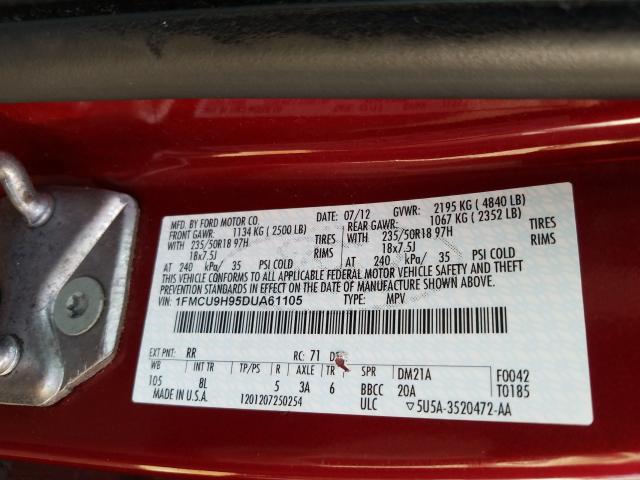 MFD. BY FORD MOTOR CO.
DATE: 07/12 GVWR: 2195 KG ( 4840 LB)
FRONT GAWR: 1134 KG ( 2500 LB) REAR GAWR: 1067 KG ( 2352 LB)
WITH 235/50R18 97H TIRES WITH 235/50R18 97H TIRES
18x7.5J RIMS 18x7.5J RIMS
AT 240 kPa/ 35 PSI COLD AT 240 kPa/ 35 PSI COLD
THIS VEHICLE CONFORMS TO ALL APPLICABLE FEDERAL MOTOR VEHICLE SAFETY AND THEFT
PREVENTION STANDARDS IN EFFECT ON THE DATE OF MANUFACTURE SHOWN ABOVE.
VIN: 1FMCU9H95DUA61105 TYPE: MPV
EXT PNT: RR RC: 71
WB INT TR TP/PS R AXLE TR SPR DM21A F0042
105 8L 5 3A 6 BBCC 20A T0185
MADE IN U.S.A. 1201207250254 ULC 5U5A-3520472-AA